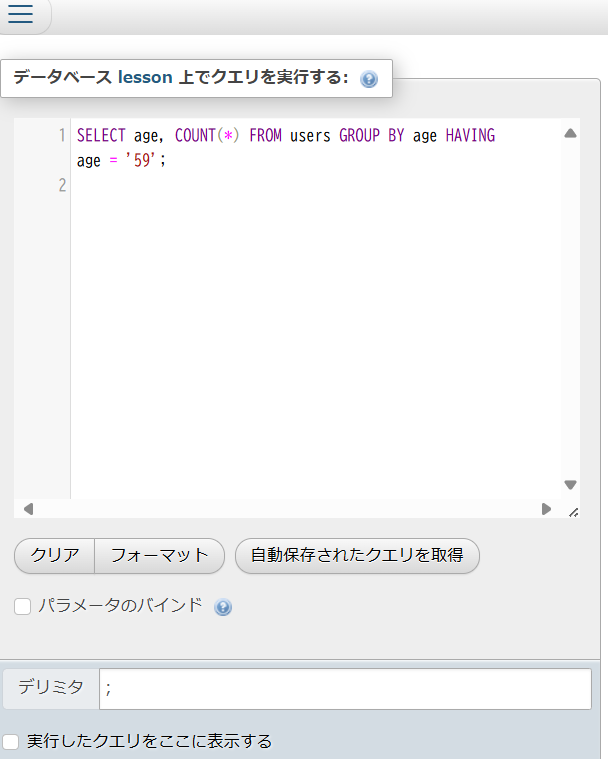 データベース lesson 上でクエリを実行する:
1 SELECT age, COUNT(*) FROM users GROUP BY age HAVING
age = '59';
2
クリア フォーマット 自動保存されたクエリを取得
パラメータのバインド
デリミタ ;
実行したクエリをここに表示する